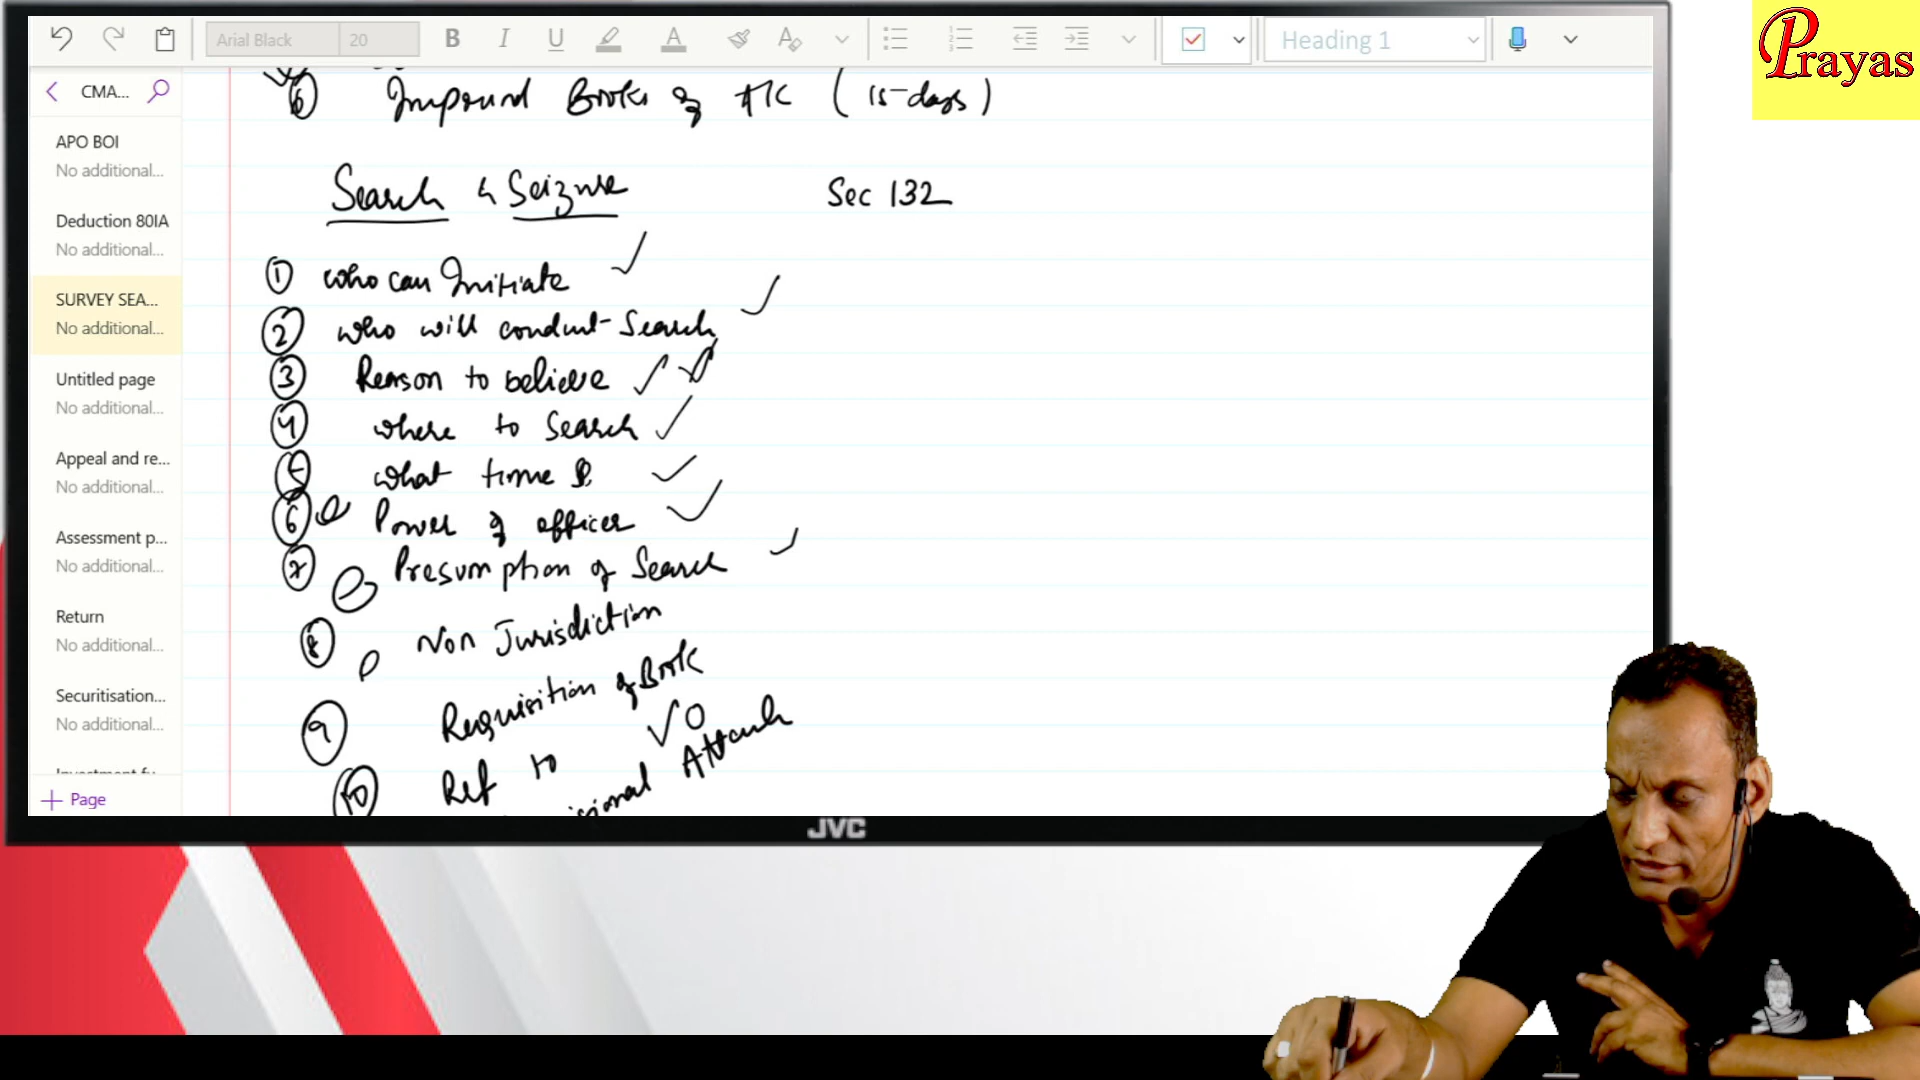 Arial Black 20 B I U A Heading 1
Prayas
CMA...
APO BOI
No additional...
Deduction 80IA
No additional...
SURVEY SEA...
No additional...
Untitled page
No additional...
Appeal and re...
No additional...
Assessment p...
No additional...
Return
No additional...
Securitisation...
No additional...
Page
⑥ Impound Books of A/C (15-days)
Search & Seizure Sec 132
① who can Initiate
② who will conduct Search
③ Reason to believe
④ where to Search
⑤ what time
⑥ Power of officer
⑦ Presumption of Search
⑧ Non Jurisdiction
⑨ Requisition of Book
⑩ Ref to
Attach
JVC